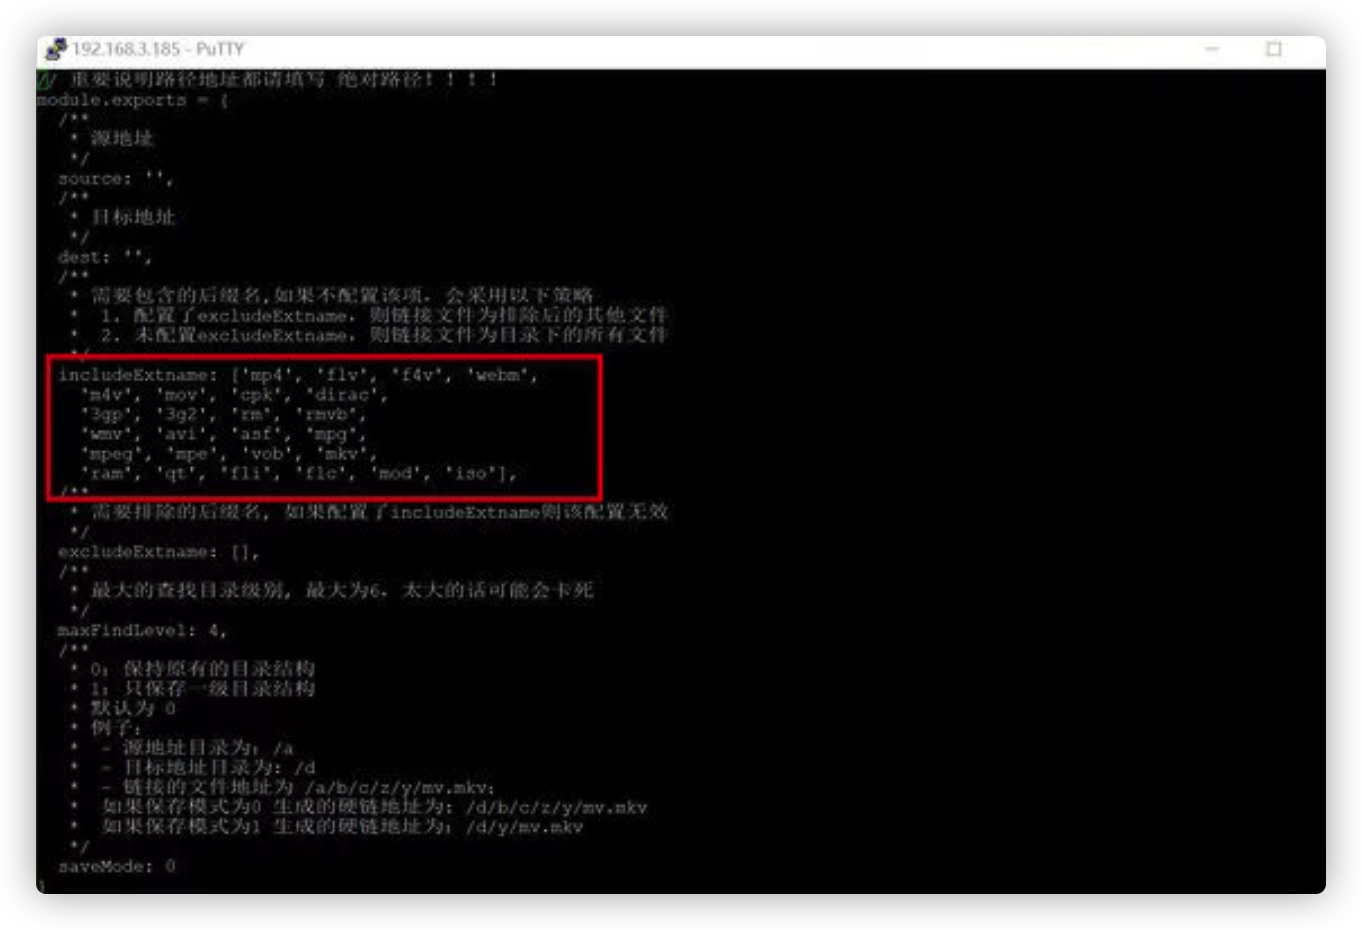 192.168.3.185 - PuTTY
// 重要说明路径地址都请填写 绝对路径！！！！
module.exports = {
/**
* 源地址
*/
source: '',
/**
* 目标地址
*/
dest: '',
/**
* 需要包含的后缀名,如果不配置该项，会采用以下策略
* 1. 配置了excludeExtname，则链接文件为排除后的其他文件
* 2. 未配置excludeExtname，则链接文件为目录下的所有文件
*/
includeExtname: ['mp4', 'flv', 'f4v', 'webm',
'm4v', 'mov', 'cpk', 'dirac',
'3gp', '3g2', 'rm', 'rmvb',
'wmv', 'avi', 'asf', 'mpg',
'mpeg', 'mpe', 'vob', 'mkv',
'ram', 'qt', 'fli', 'flc', 'mod', 'iso'],
/**
* 需要排除的后缀名, 如果配置了includeExtname则该配置无效
*/
excludeExtname: [],
/**
* 最大的查找目录级别, 最大为6，太大的话可能会卡死
*/
maxFindLevel: 4,
/**
* 0: 保持原有的目录结构
* 1: 只保存一级目录结构
* 默认为 0
* 例子:
* - 源地址目录为: /a
* - 目标地址目录为: /d
* - 链接的文件地址为 /a/b/c/z/y/mv.mkv;
* 如果保存模式为0 生成的硬链地址为: /d/b/c/z/y/mv.mkv
* 如果保存模式为1 生成的硬链地址为: /d/y/mv.mkv
*/
saveMode: 0
}